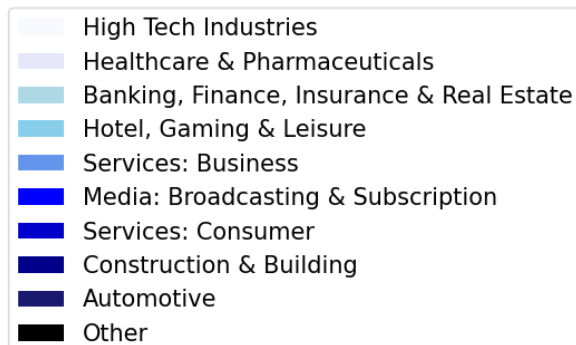 High Tech Industries
Healthcare & Pharmaceuticals
Banking, Finance, Insurance & Real Estate
Hotel, Gaming & Leisure
Services: Business
Media: Broadcasting & Subscription
Services: Consumer
Construction & Building
Automotive
Other